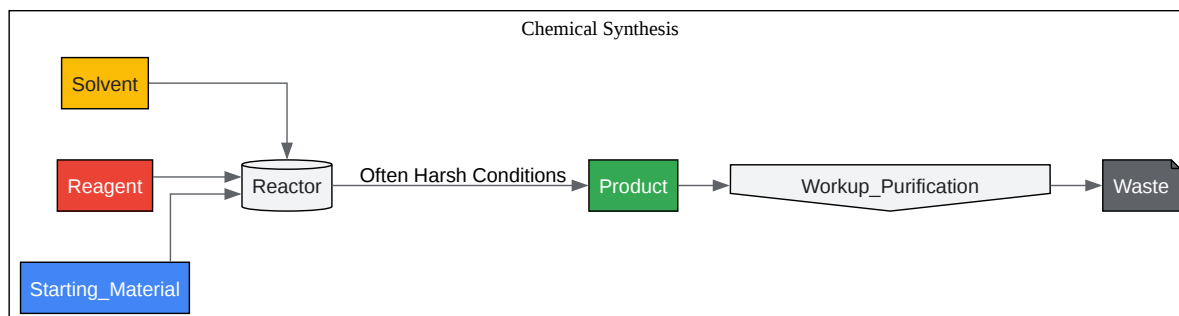 Chemical Synthesis
Solvent
Reagent
Reactor
Often Harsh Conditions
Product
Workup_Purification
Waste
Starting_Material